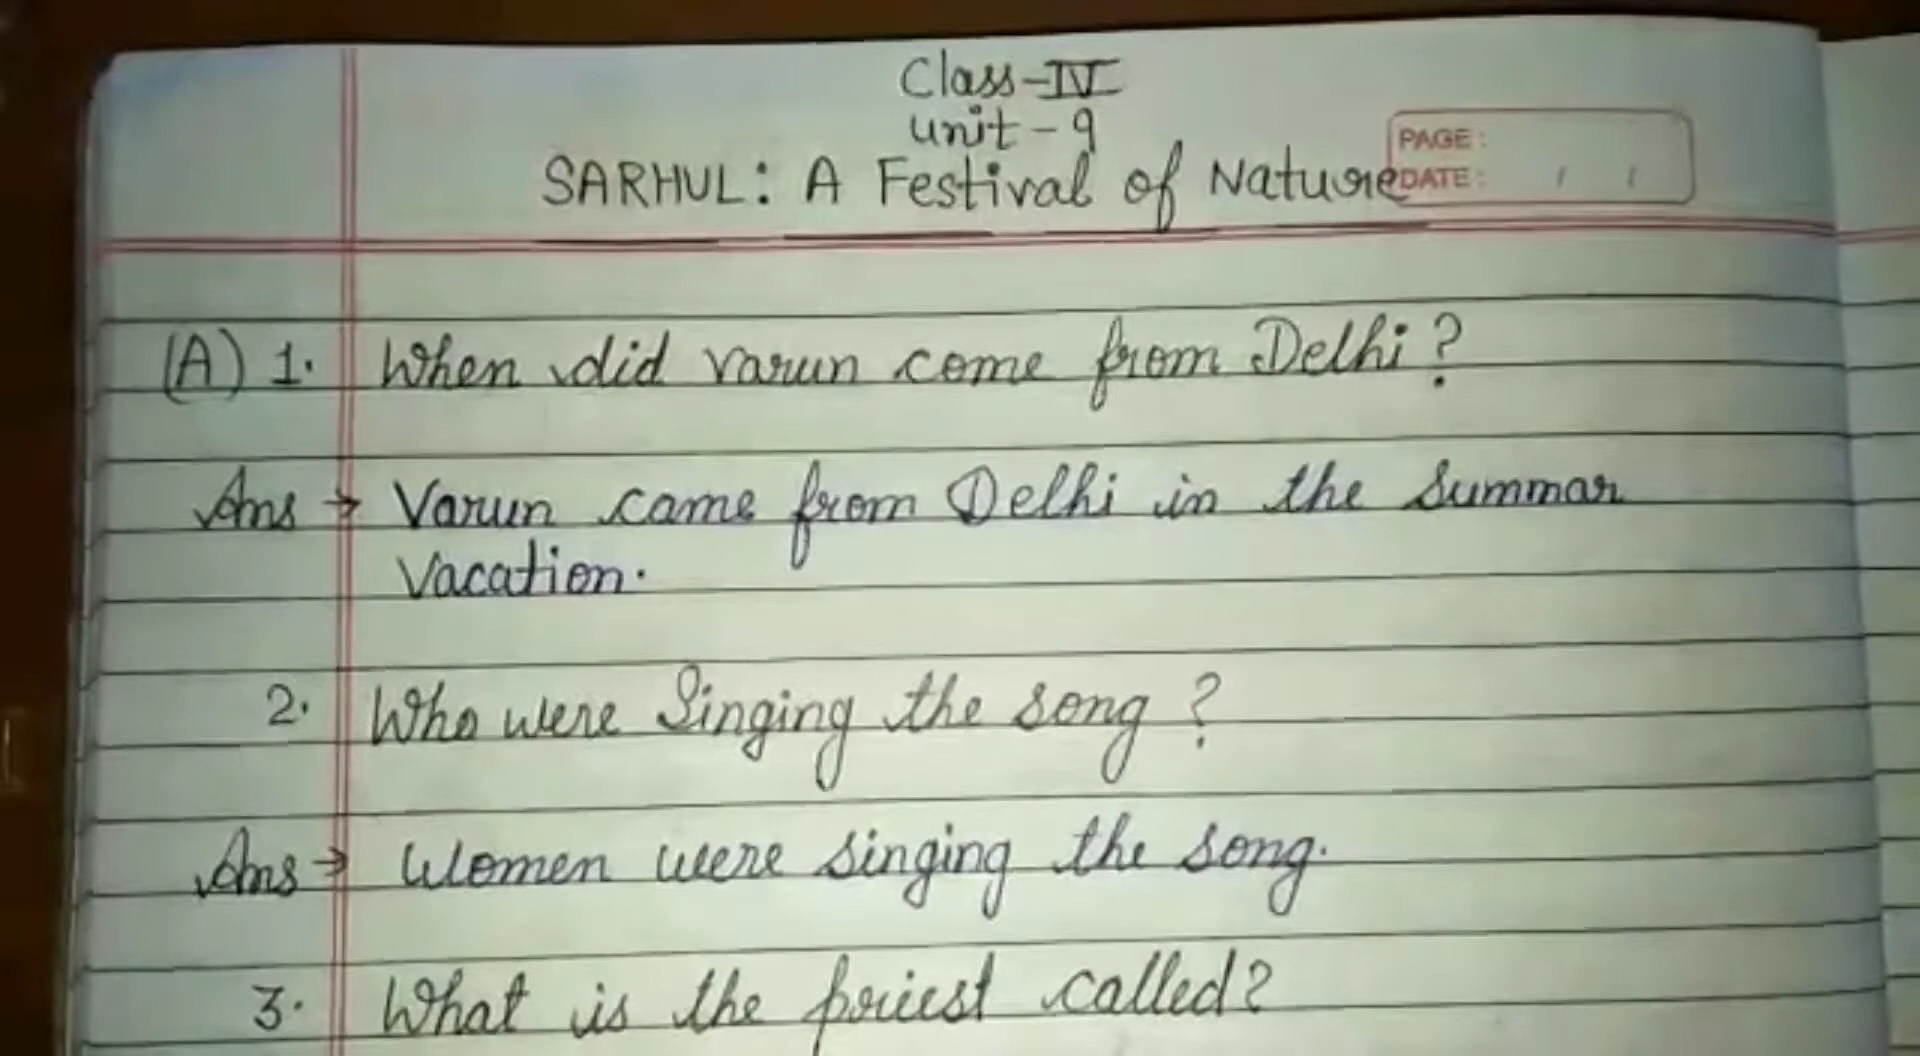 Class-IV
unit-9
SARHUL: A Festival of Nature
PAGE:
DATE: / /
(A) 1. When did varun come from Delhi?
Ans → Varun came from Delhi in the Summar
Vacation.
2. Who were Singing the song?
Ans → Women were singing the song.
3. What is the priest called?